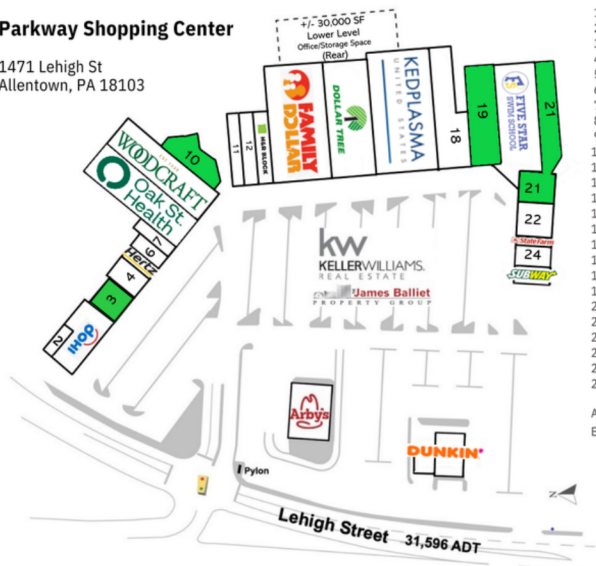 Parkway Shopping Center
1471 Lehigh St
Allentown, PA 18103
+/- 30,000 SF
Lower Level
Office/Storage Space
(Rear)
WOODCRAFT
Oak St.
Health
10
7
6
Hertz
4
3
IHOP
2
11
12
H&R BLOCK
FAMILY
DOLLAR
DOLLAR TREE
KEDPLASMA
UNITED STATES
18
19
FS
FIVE STAR
SWIM SCHOOL
21
21
22
StateFarm
24
SUBWAY
kw
KELLERWILLIAMS.
REAL ESTATE
James Balliet
PROPERTY GROUP
Arby's
DUNKIN'
Pylon
N
Lehigh Street 31,596 ADT